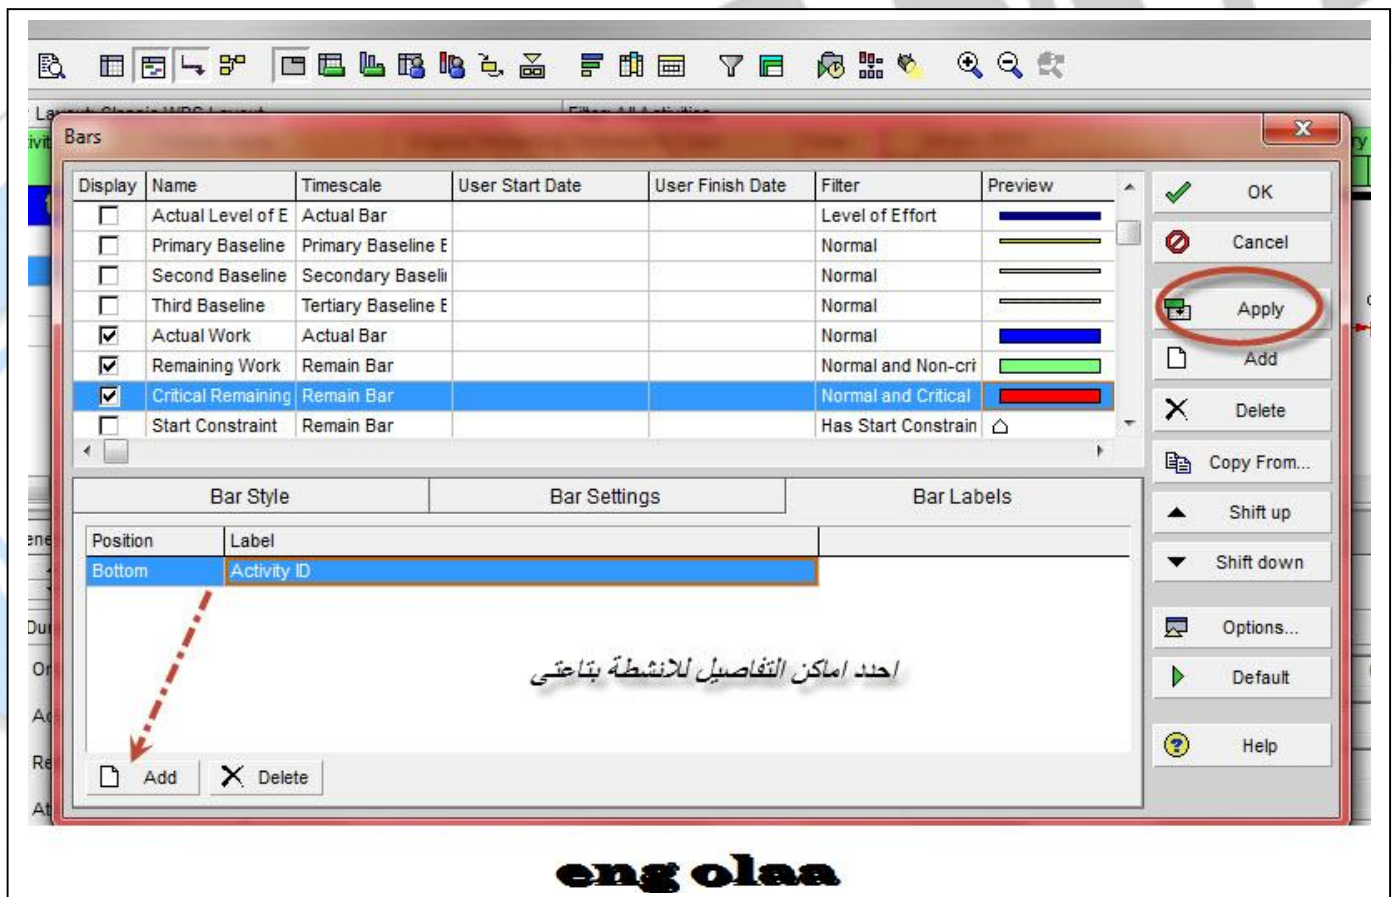 Bars
Display Name Timescale User Start Date User Finish Date Filter Preview
Actual Level of E Actual Bar Level of Effort
Primary Baseline Primary Baseline E Normal
Second Baseline Secondary Baseli Normal
Third Baseline Tertiary Baseline E Normal
Actual Work Actual Bar Normal
Remaining Work Remain Bar Normal and Non-cri
Critical Remaining Remain Bar Normal and Critical
Start Constraint Remain Bar Has Start Constrain
OK
Cancel
Apply
Add
Delete
Copy From...
Shift up
Shift down
Options...
Default
Help
Bar Style Bar Settings Bar Labels
Position Label
Bottom Activity ID
احدد اماكن التفاصيل للانشطة بتاعتى
Add Delete
eng olaa